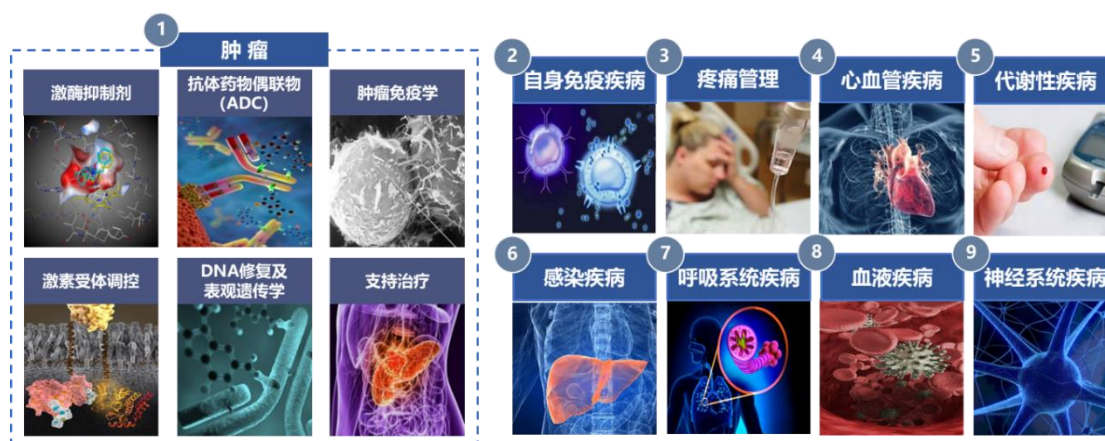 1
肿 瘤
激酶抑制剂
抗体药物偶联物
（ADC）
肿瘤免疫学
激素受体调控
DNA修复及
表观遗传学
支持治疗
2
自身免疫疾病
3
疼痛管理
4
心血管疾病
5
代谢性疾病
6
感染疾病
7
呼吸系统疾病
8
血液疾病
9
神经系统疾病